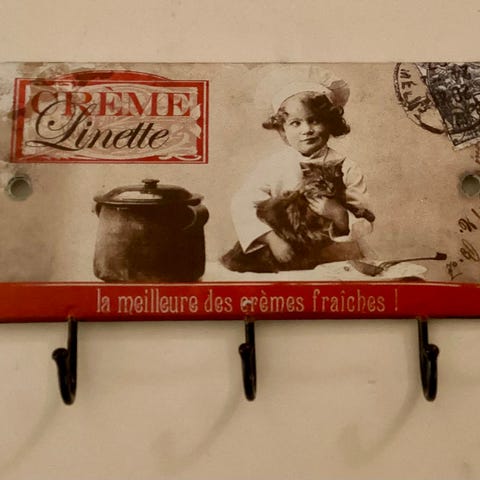 CRÈME
Linette
la meilleure des crèmes fraîches !